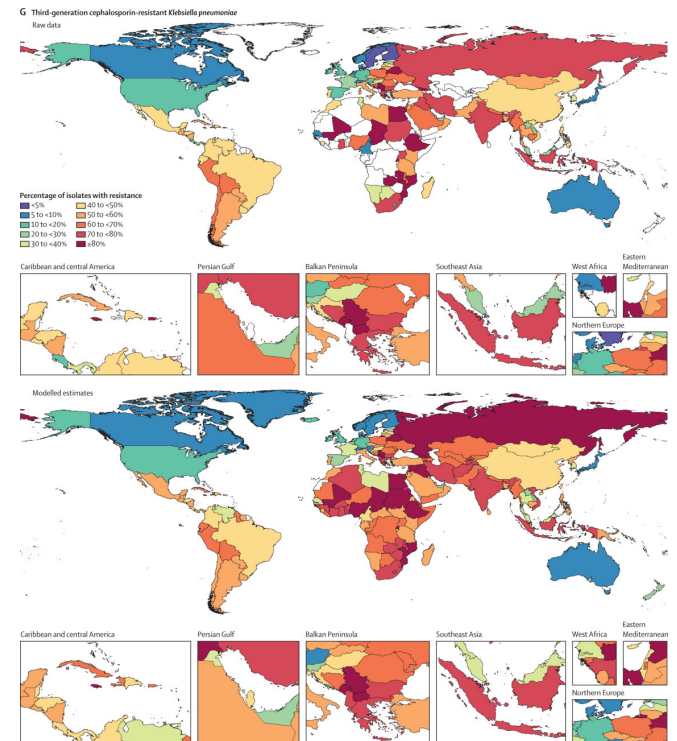 G Third-generation cephalosporin-resistant Klebsiella pneumoniae
Raw data
Percentage of isolates with resistance
<5%
5 to <10%
10 to <20%
20 to <30%
30 to <40%
40 to <50%
50 to <60%
60 to <70%
70 to <80%
≥80%
Caribbean and central America
Persian Gulf
Balkan Peninsula
Southeast Asia
West Africa
Eastern
Mediterranean
Northern Europe
Modelled estimates
Caribbean and central America
Persian Gulf
Balkan Peninsula
Southeast Asia
West Africa
Eastern
Mediterranean
Northern Europe